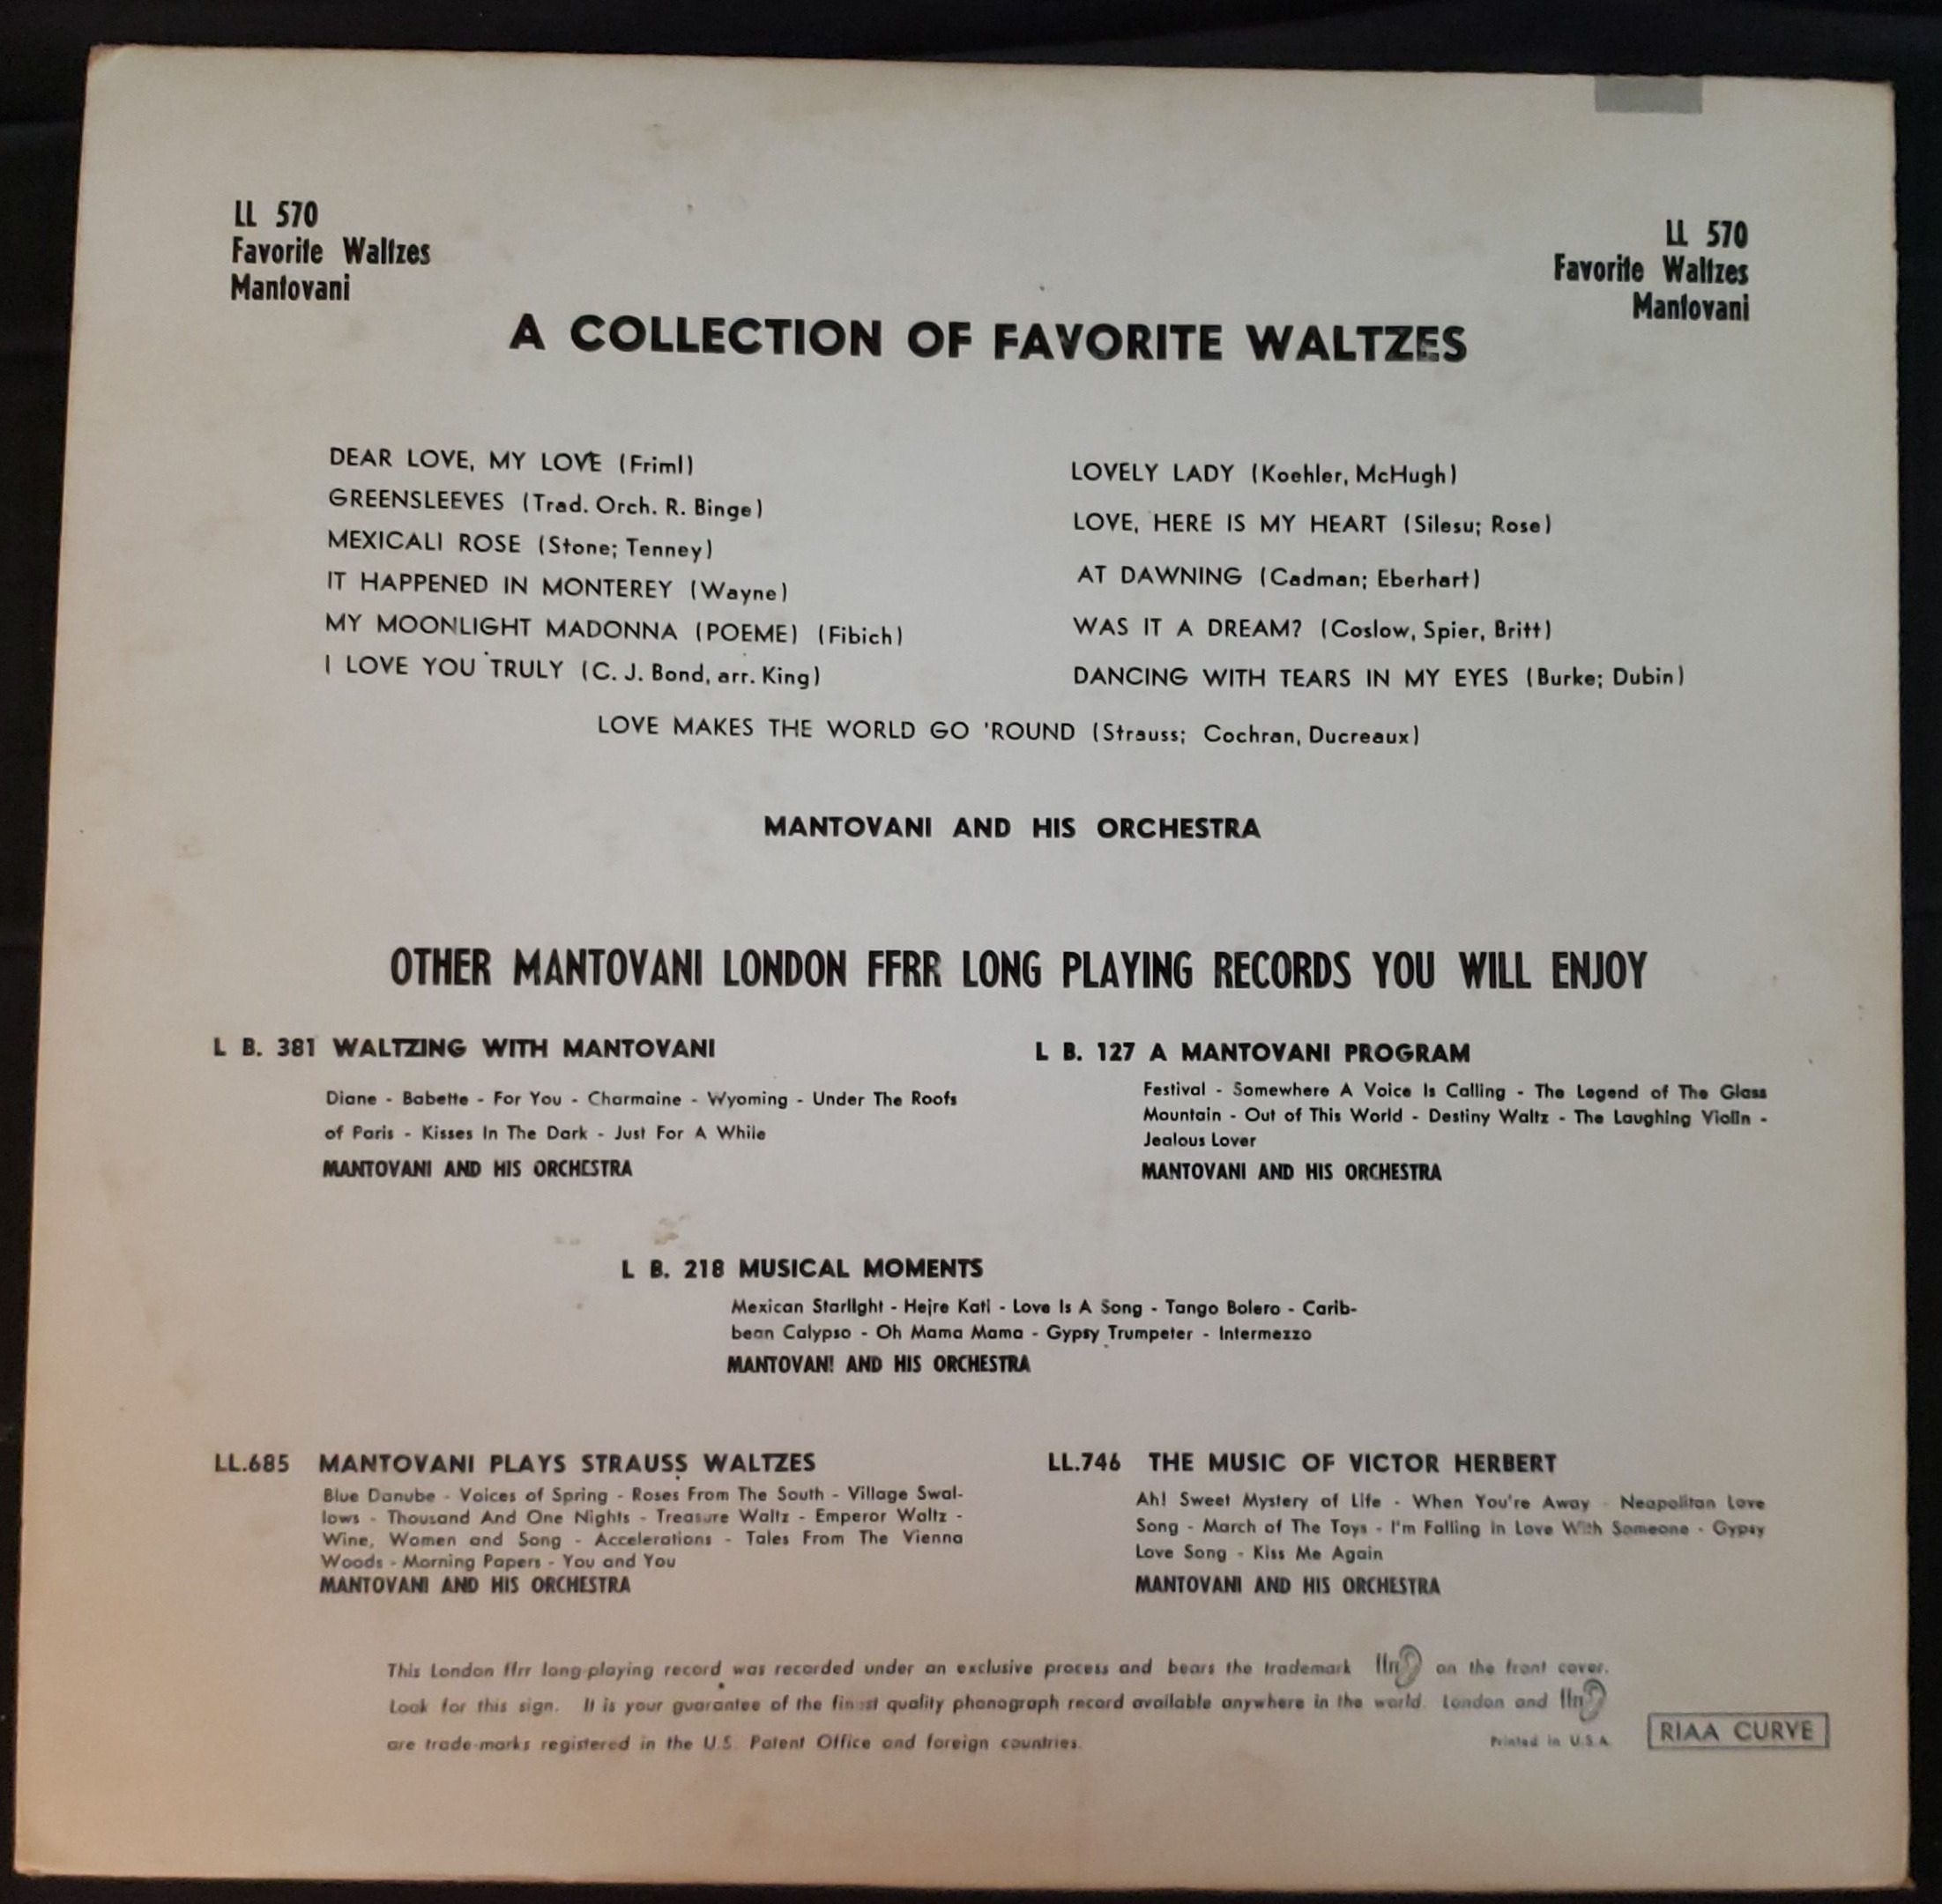 LL 570
Favorite Waltzes
Mantovani
LL 570
Favorite Waltzes
Mantovani
A COLLECTION OF FAVORITE WALTZES
DEAR LOVE, MY LOVE (Friml)
GREENSLEEVES (Trad. Orch. R. Binge)
MEXICALI ROSE (Stone; Tenney)
IT HAPPENED IN MONTEREY (Wayne)
MY MOONLIGHT MADONNA (POEME) (Fibich)
I LOVE YOU TRULY (C. J. Bond, arr. King)
LOVELY LADY (Koehler, McHugh)
LOVE, HERE IS MY HEART (Silesu; Rose)
AT DAWNING (Cadman; Eberhart)
WAS IT A DREAM? (Coslow, Spier, Britt)
DANCING WITH TEARS IN MY EYES (Burke; Dubin)
LOVE MAKES THE WORLD GO 'ROUND (Strauss; Cochran, Ducreaux)
MANTOVANI AND HIS ORCHESTRA
OTHER MANTOVANI LONDON FFRR LONG PLAYING RECORDS YOU WILL ENJOY
L B. 381 WALTZING WITH MANTOVANI
Diane - Babette - For You - Charmaine - Wyoming - Under The Roofs
of Paris - Kisses In The Dark - Just For A While
MANTOVANI AND HIS ORCHESTRA
L B. 127 A MANTOVANI PROGRAM
Festival - Somewhere A Voice Is Calling - The Legend of The Glass
Mountain - Out of This World - Destiny Waltz - The Laughing Violin -
Jealous Lover
MANTOVANI AND HIS ORCHESTRA
L B. 218 MUSICAL MOMENTS
Mexican Starlight - Hejre Kati - Love Is A Song - Tango Bolero - Carib-
bean Calypso - Oh Mama Mama - Gypsy Trumpeter - Intermezzo
MANTOVANI AND HIS ORCHESTRA
LL.685 MANTOVANI PLAYS STRAUSS WALTZES
Blue Danube - Voices of Spring - Roses From The South - Village Swal-
lows - Thousand And One Nights - Treasure Waltz - Emperor Waltz -
Wine, Women and Song - Accelerations - Tales From The Vienna
Woods - Morning Papers - You and You
MANTOVANI AND HIS ORCHESTRA
LL.746 THE MUSIC OF VICTOR HERBERT
Ah! Sweet Mystery of Life - When You're Away - Neapolitan Love
Song - March of The Toys - I'm Falling in Love With Someone - Gypsy
Love Song - Kiss Me Again
MANTOVANI AND HIS ORCHESTRA
This London ffrr long-playing record was recorded under an exclusive process and bears the trademark ffrr on the front cover.
Look for this sign. It is your guarantee of the finest quality phonograph record available anywhere in the world. London and ffrr
are trade-marks registered in the U.S. Patent Office and foreign countries.
Printed in U.S.A.
RIAA CURVE